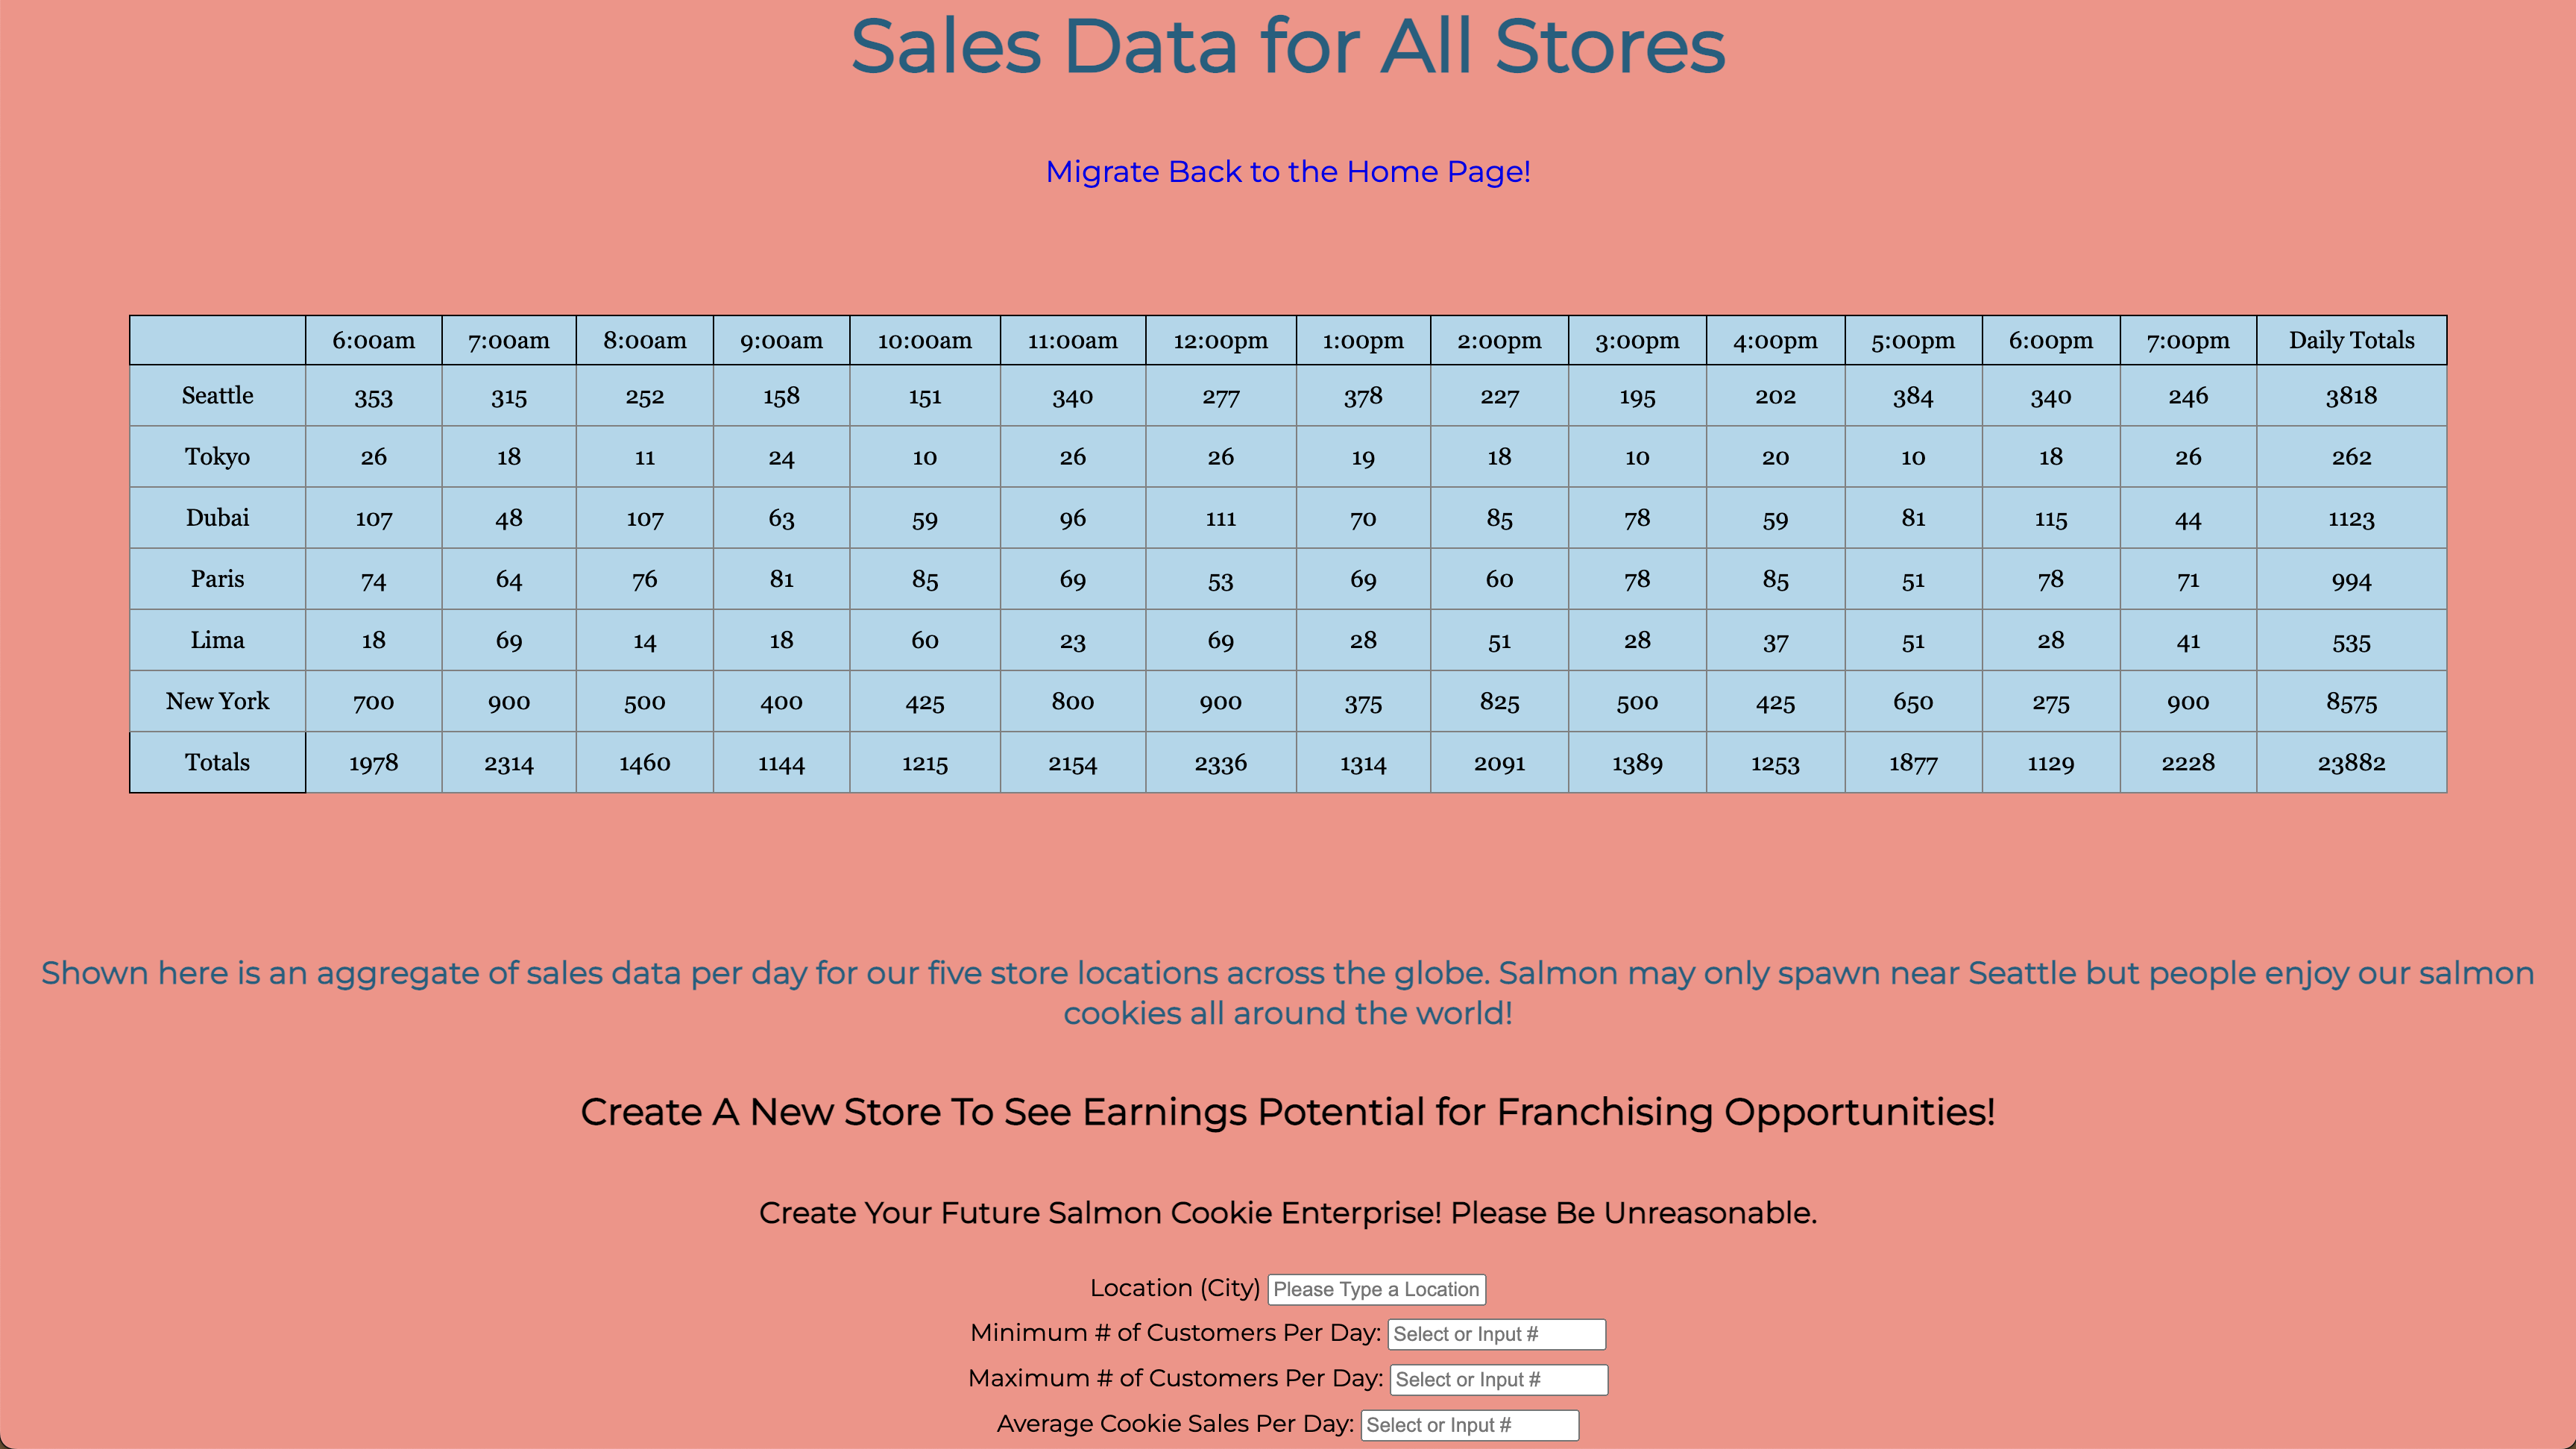 Sales Data for All Stores
Migrate Back to the Home Page!
6:00am 7:00am 8:00am 9:00am 10:00am 11:00am 12:00pm 1:00pm 2:00pm 3:00pm 4:00pm 5:00pm 6:00pm 7:00pm Daily Totals
Seattle 353 315 252 158 151 340 277 378 227 195 202 384 340 246 3818
Tokyo 26 18 11 24 10 26 26 19 18 10 20 10 18 26 262
Dubai 107 48 107 63 59 96 111 70 85 78 59 81 115 44 1123
Paris 74 64 76 81 85 69 53 69 60 78 85 51 78 71 994
Lima 18 69 14 18 60 23 69 28 51 28 37 51 28 41 535
New York 700 900 500 400 425 800 900 375 825 500 425 650 275 900 8575
Totals 1978 2314 1460 1144 1215 2154 2336 1314 2091 1389 1253 1877 1129 2228 23882
Shown here is an aggregate of sales data per day for our five store locations across the globe. Salmon may only spawn near Seattle but people enjoy our salmon
cookies all around the world!
Create A New Store To See Earnings Potential for Franchising Opportunities!
Create Your Future Salmon Cookie Enterprise! Please Be Unreasonable.
Location (City) Please Type a Location
Minimum # of Customers Per Day: Select or Input #
Maximum # of Customers Per Day: Select or Input #
Average Cookie Sales Per Day: Select or Input #